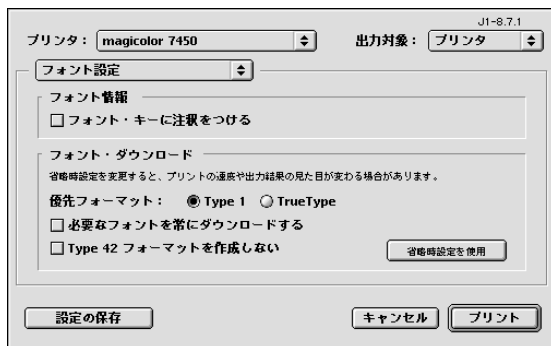 J1-8.7.1
プリンタ： magicolor 7450 出力対象： プリンタ
フォント設定
フォント情報
フォント・キーに注釈をつける
フォント・ダウンロード
省略時設定を変更すると、プリントの速度や出力結果の見た目が変わる場合があります。
優先フォーマット： Type 1 TrueType
必要なフォントを常にダウンロードする
Type 42 フォーマットを作成しない 省略時設定を使用
設定の保存 キャンセル プリント